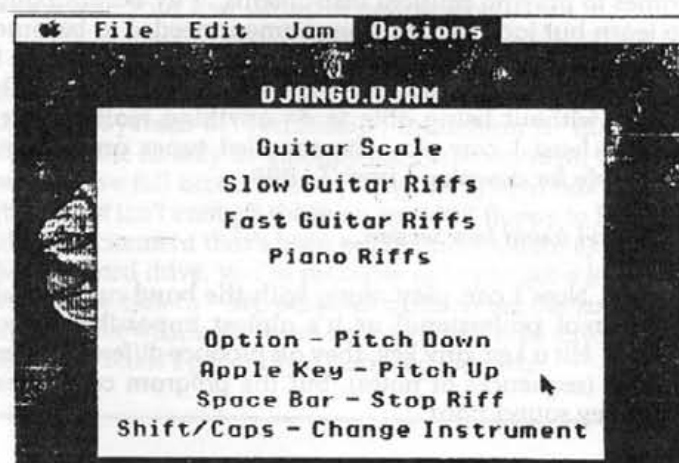 File Edit Jam Options
DJANGO.DJAM
Guitar Scale
Slow Guitar Riffs
Fast Guitar Riffs
Piano Riffs
Option - Pitch Down
Apple Key - Pitch Up
Space Bar - Stop Riff
Shift/Caps - Change Instrument